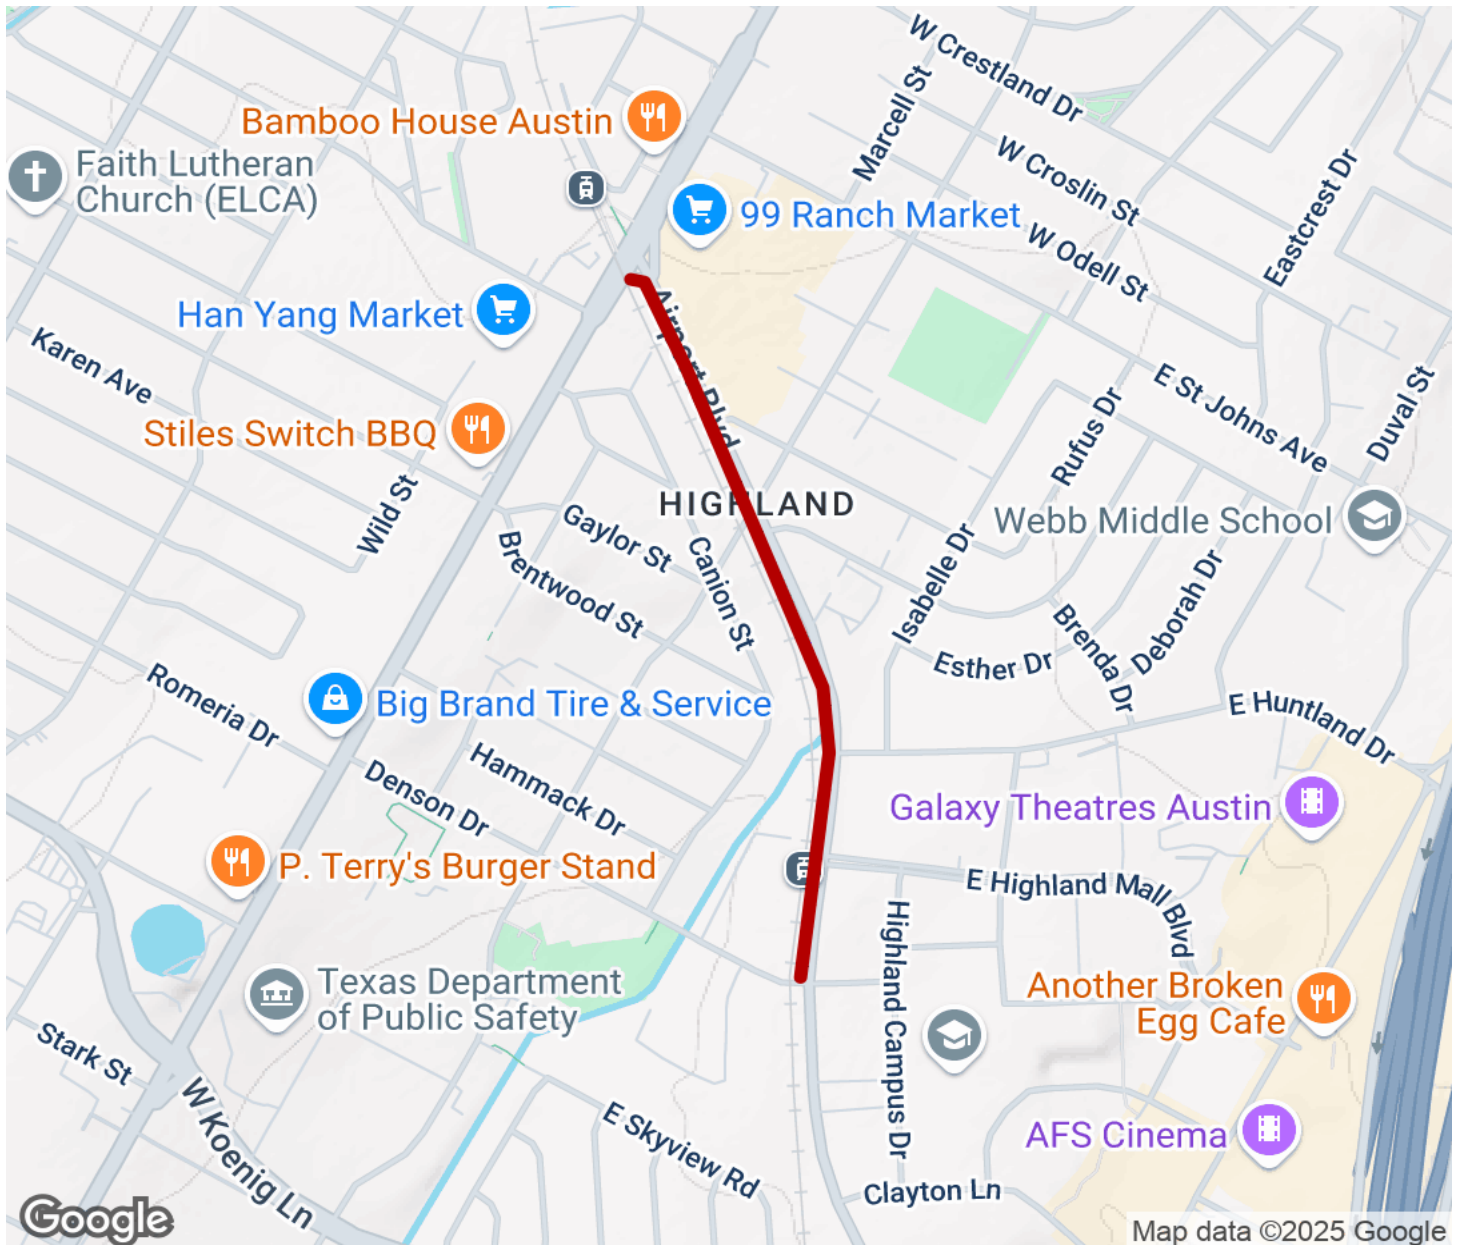 W Crestland Dr
Marcell St
Bamboo House Austin
Faith Lutheran
Church (ELCA)
W Croslin St
Eastcrest Dr
99 Ranch Market
W Odell St
Han Yang Market
Airport Blvd
Karen Ave
E St Johns Ave
Duval St
Stiles Switch BBQ
Rufus Dr
Wild St
HIGHLAND
Gaylor St
Webb Middle School
Brentwood St
Canion St
Isabelle Dr
Deborah Dr
Brenda Dr
Esther Dr
Romeria Dr
Big Brand Tire & Service
E Huntland Dr
Hammack Dr
Denson Dr
Galaxy Theatres Austin
P. Terry's Burger Stand
E Highland Mall Blvd
Highland Campus Dr
Texas Department
of Public Safety
Another Broken
Egg Cafe
Stark St
W Koenig Ln
E Skyview Rd
AFS Cinema
Clayton Ln
Google
Map data ©2025 Google